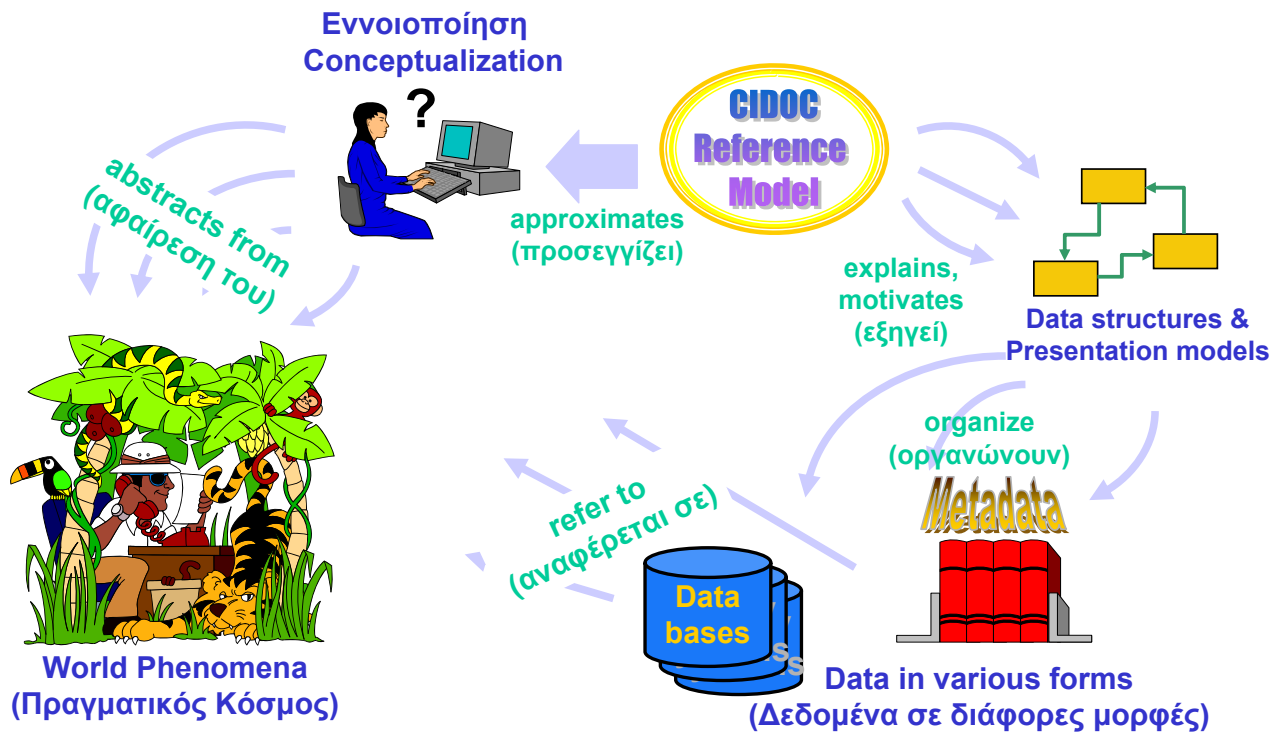 Εννοιοποίηση
Conceptualization
?
CIDOC
Reference
Model
abstracts from
(αφαίρεση του)
approximates
(προσεγγίζει)
explains,
motivates
(εξηγεί)
Data structures &
Presentation models
organize
(οργανώνουν)
Metadata
refer to
(αναφέρεται σε)
Data
bases
World Phenomena
(Πραγματικός Κόσμος)
Data in various forms
(Δεδομένα σε διάφορες μορφές)